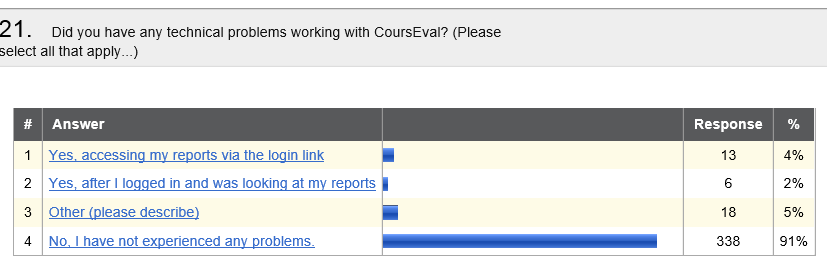 21. Did you have any technical problems working with CoursEval? (Please
select all that apply...)
# Answer Response %
1 Yes, accessing my reports via the login link 13 4%
2 Yes, after I logged in and was looking at my reports 6 2%
3 Other (please describe) 18 5%
4 No, I have not experienced any problems. 338 91%